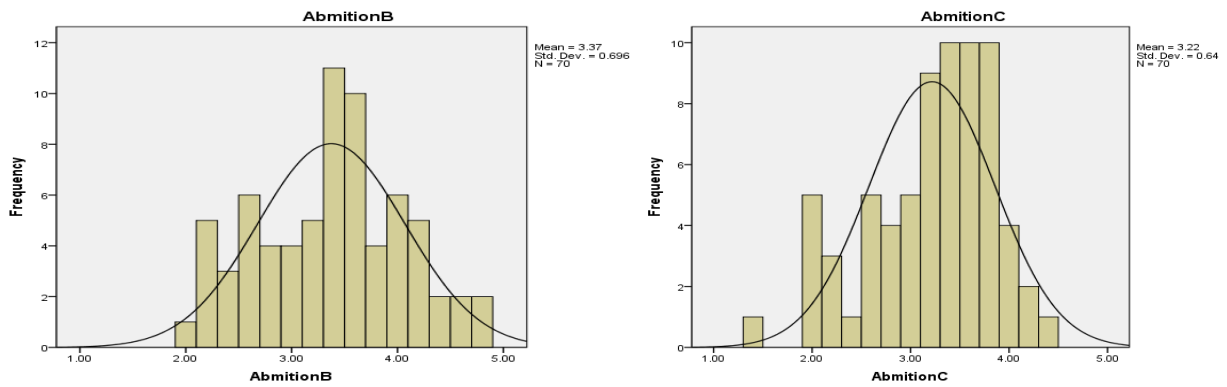 AbmitionB
Mean = 3.37
Std. Dev. = 0.696
N = 70
Frequency
12
10
8
6
4
2
0
1.00 2.00 3.00 4.00 5.00
AbmitionB
AbmitionC
Mean = 3.22
Std. Dev. = 0.64
N = 70
Frequency
10
8
6
4
2
0
1.00 2.00 3.00 4.00 5.00
AbmitionC